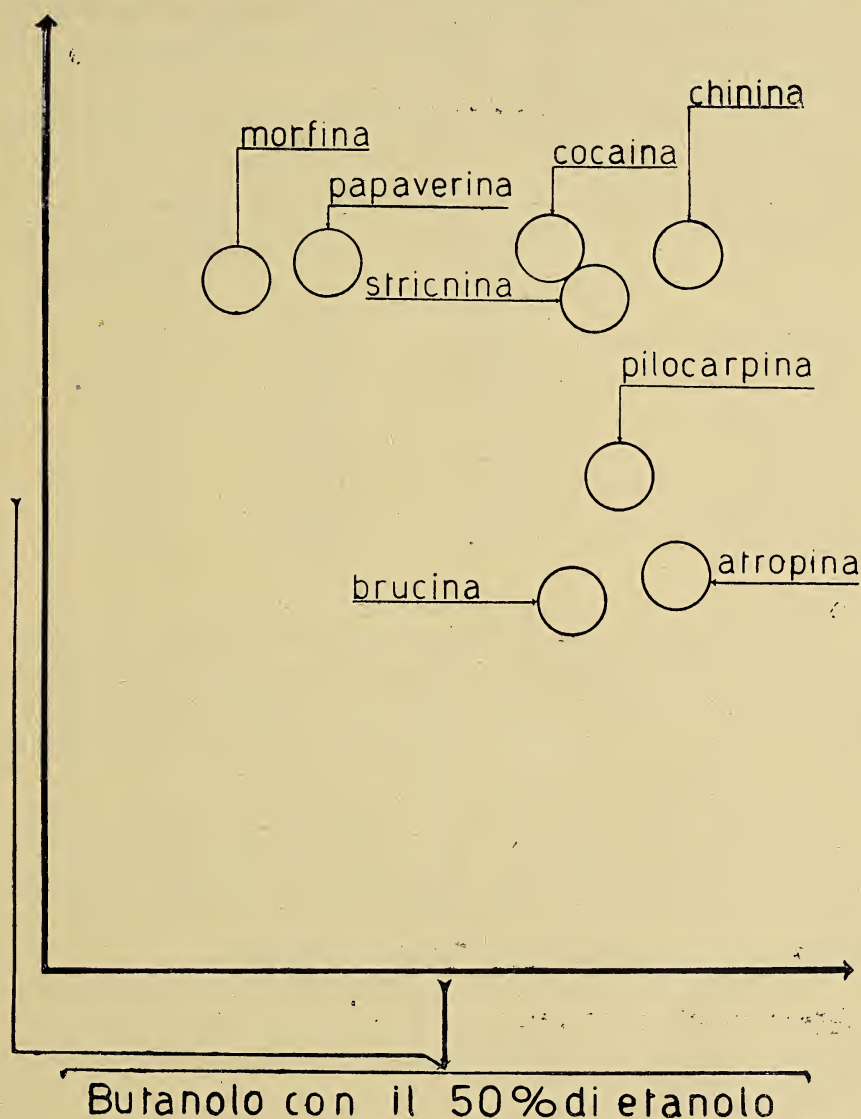 chinina
morfina
cocaina
papaverina
stricnina
pilocarpina
atropina
brucina
Butanolo con il 50% di etanolo